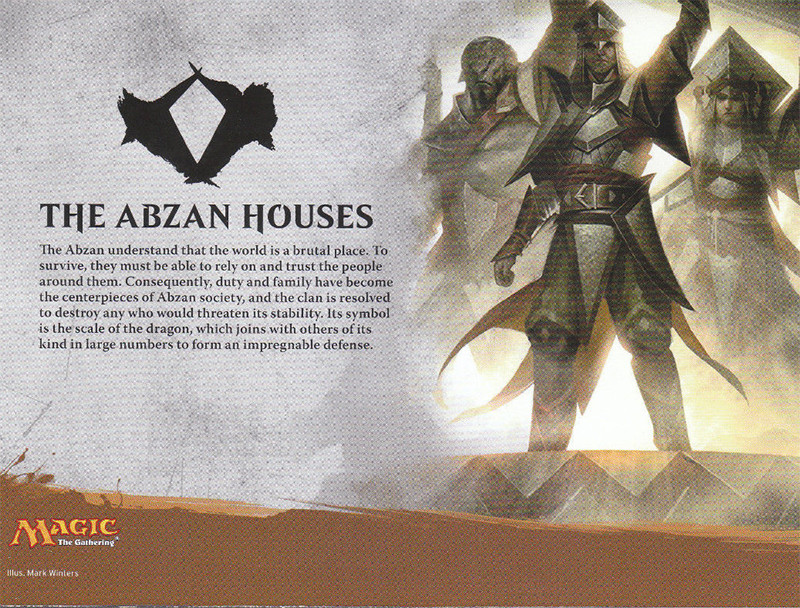 THE ABZAN HOUSES
The Abzan understand that the world is a brutal place. To
survive, they must be able to rely on and trust the people
around them. Consequently, duty and family have become
the centerpieces of Abzan society, and the clan is resolved
to destroy any who would threaten its stability. Its symbol
is the scale of the dragon, which joins with others of its
kind in large numbers to form an impregnable defense.
MAGIC
The Gathering®
Illus. Mark Winters